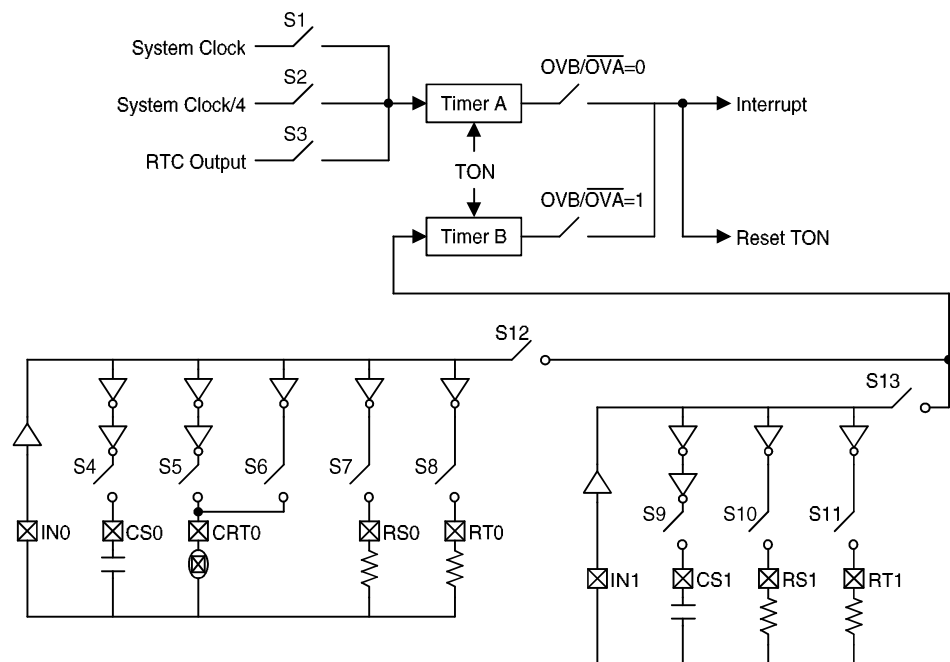 S1
System Clock
OVB/O̅V̅A̅=0
S2
System Clock/4
Timer A
Interrupt
S3
RTC Output
TON
OVB/O̅V̅A̅=1
Timer B
Reset TON
S12
S13
S4 S5 S6 S7 S8
S9 S10 S11
IN0 CS0 CRT0 RS0 RT0
IN1 CS1 RS1 RT1